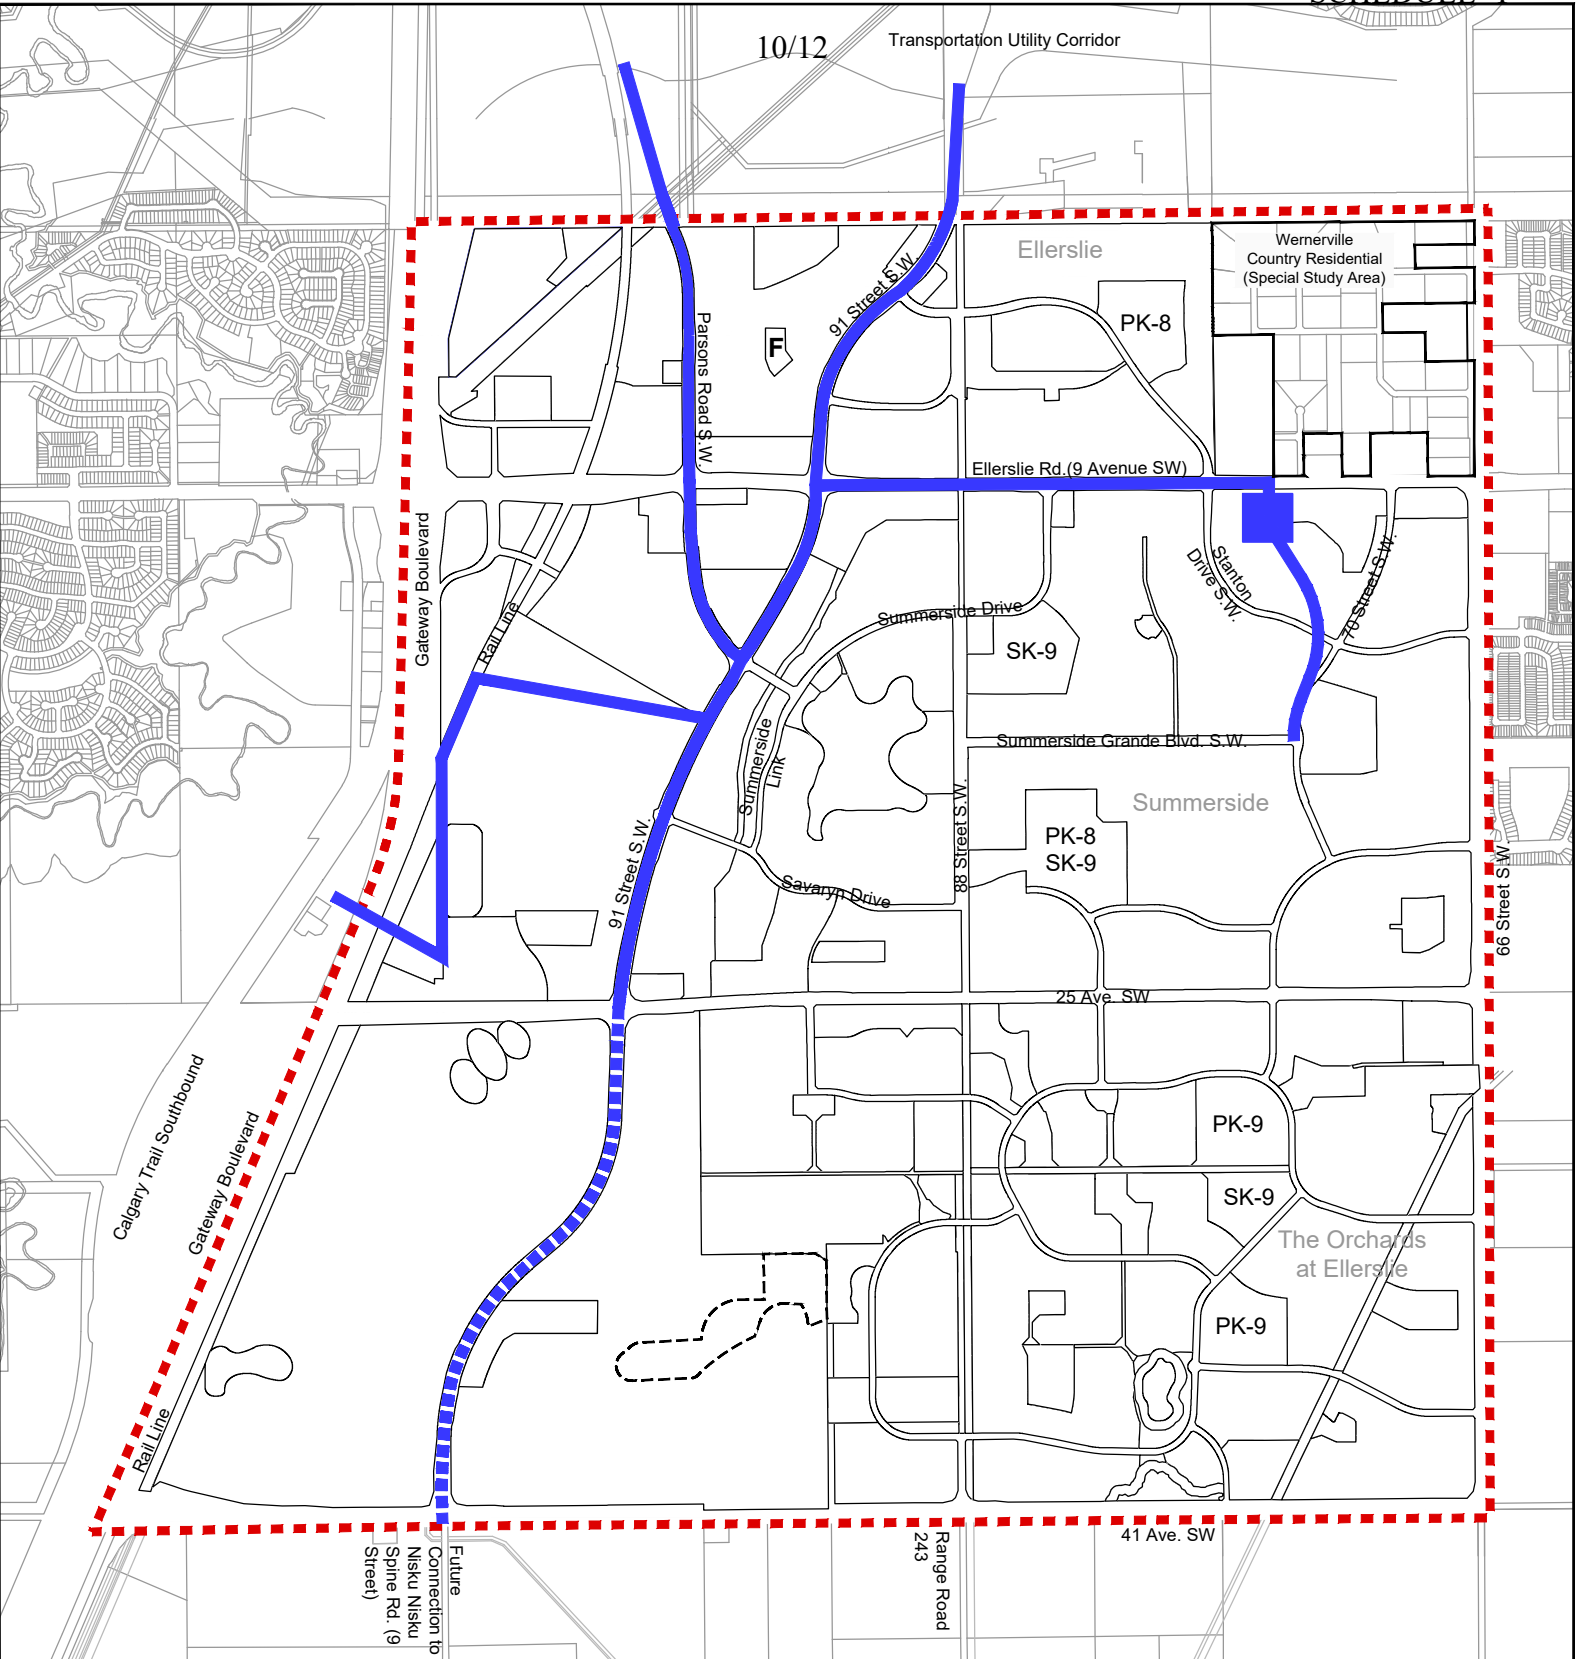 SCHEDULE "1"
10/12
Transportation Utility Corridor
Ellerslie
Wernerville
Country Residential
(Special Study Area)
91 Street S.W.
PK-8
F
Parsons Road S.W.
Ellerslie Rd.(9 Avenue SW)
Gateway Boulevard
Rail Line
Stanton
Drive S.W.
70 Street S.W.
Summerside Drive
SK-9
Summerside
Link
Summerside Grande Blvd. S.W.
Summerside
PK-8
SK-9
88 Street S.W.
91 Street S.W.
Savaryn Drive
66 Street S.W.
25 Ave. SW
Calgary Trail Southbound
Gateway Boulevard
PK-9
SK-9
The Orchards
at Ellerslie
PK-9
Rail Line
41 Ave. SW
Range Road
243
Future
Connection to
Nisku Nisku
Spine Rd. (9
Street)